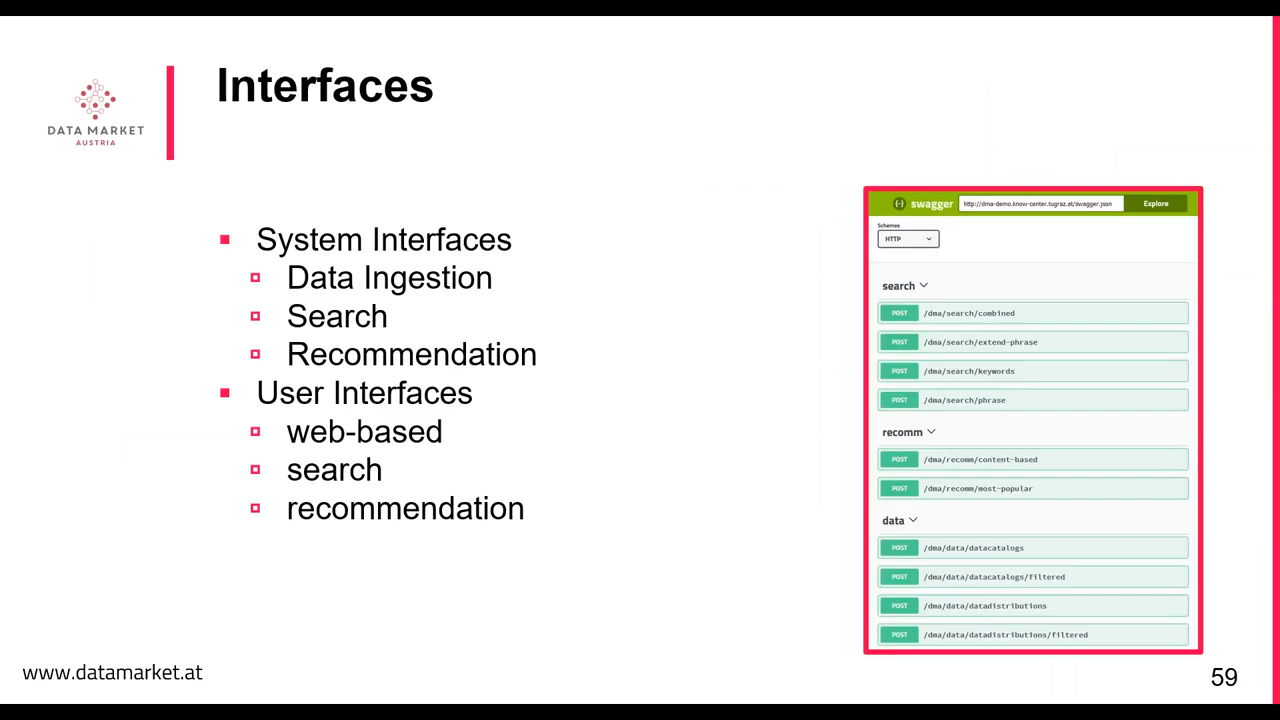 Interfaces
DATA MARKET
AUSTRIA
System Interfaces
Data Ingestion
Search
Recommendation
User Interfaces
web-based
search
recommendation
{-} swagger http://dma-demo.know-center.tugraz.at/swagger.json Explore
Schemes
HTTP
search
POST /dma/search/combined
POST /dma/search/extend-phrase
POST /dma/search/keywords
POST /dma/search/phrase
recomm
POST /dma/recomm/content-based
POST /dma/recomm/most-popular
data
POST /dma/data/datacatalogs
POST /dma/data/datacatalogs/filtered
POST /dma/data/datadistributions
POST /dma/data/datadistributions/filtered
www.datamarket.at
59